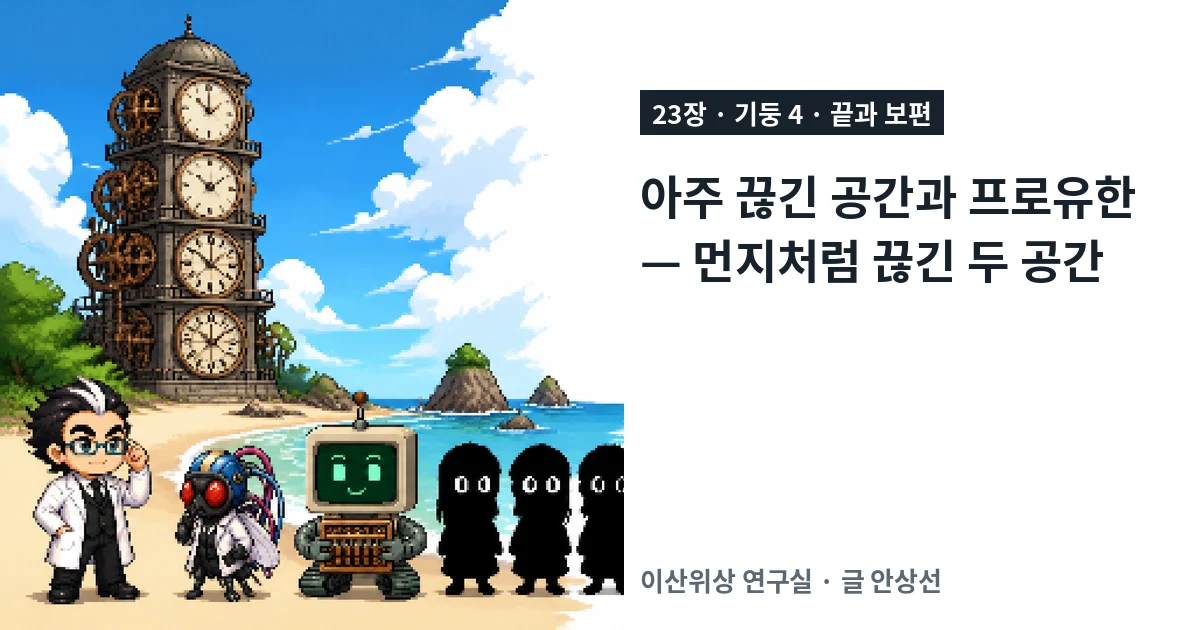 23장 · 기둥 4 · 끝과 보편
아주 끊긴 공간과 프로유한
— 먼지처럼 끊긴 두 공간
이산위상 연구실 · 글 안상선